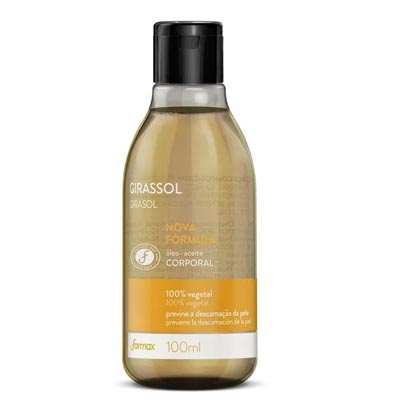 GIRASSOL
GIRASOL
NOVA
FÓRMULA
óleo-aceite
CORPORAL
100% vegetal
100% vegetal
previne a descamação da pele
previene la descamación de la piel
farmax 100ml